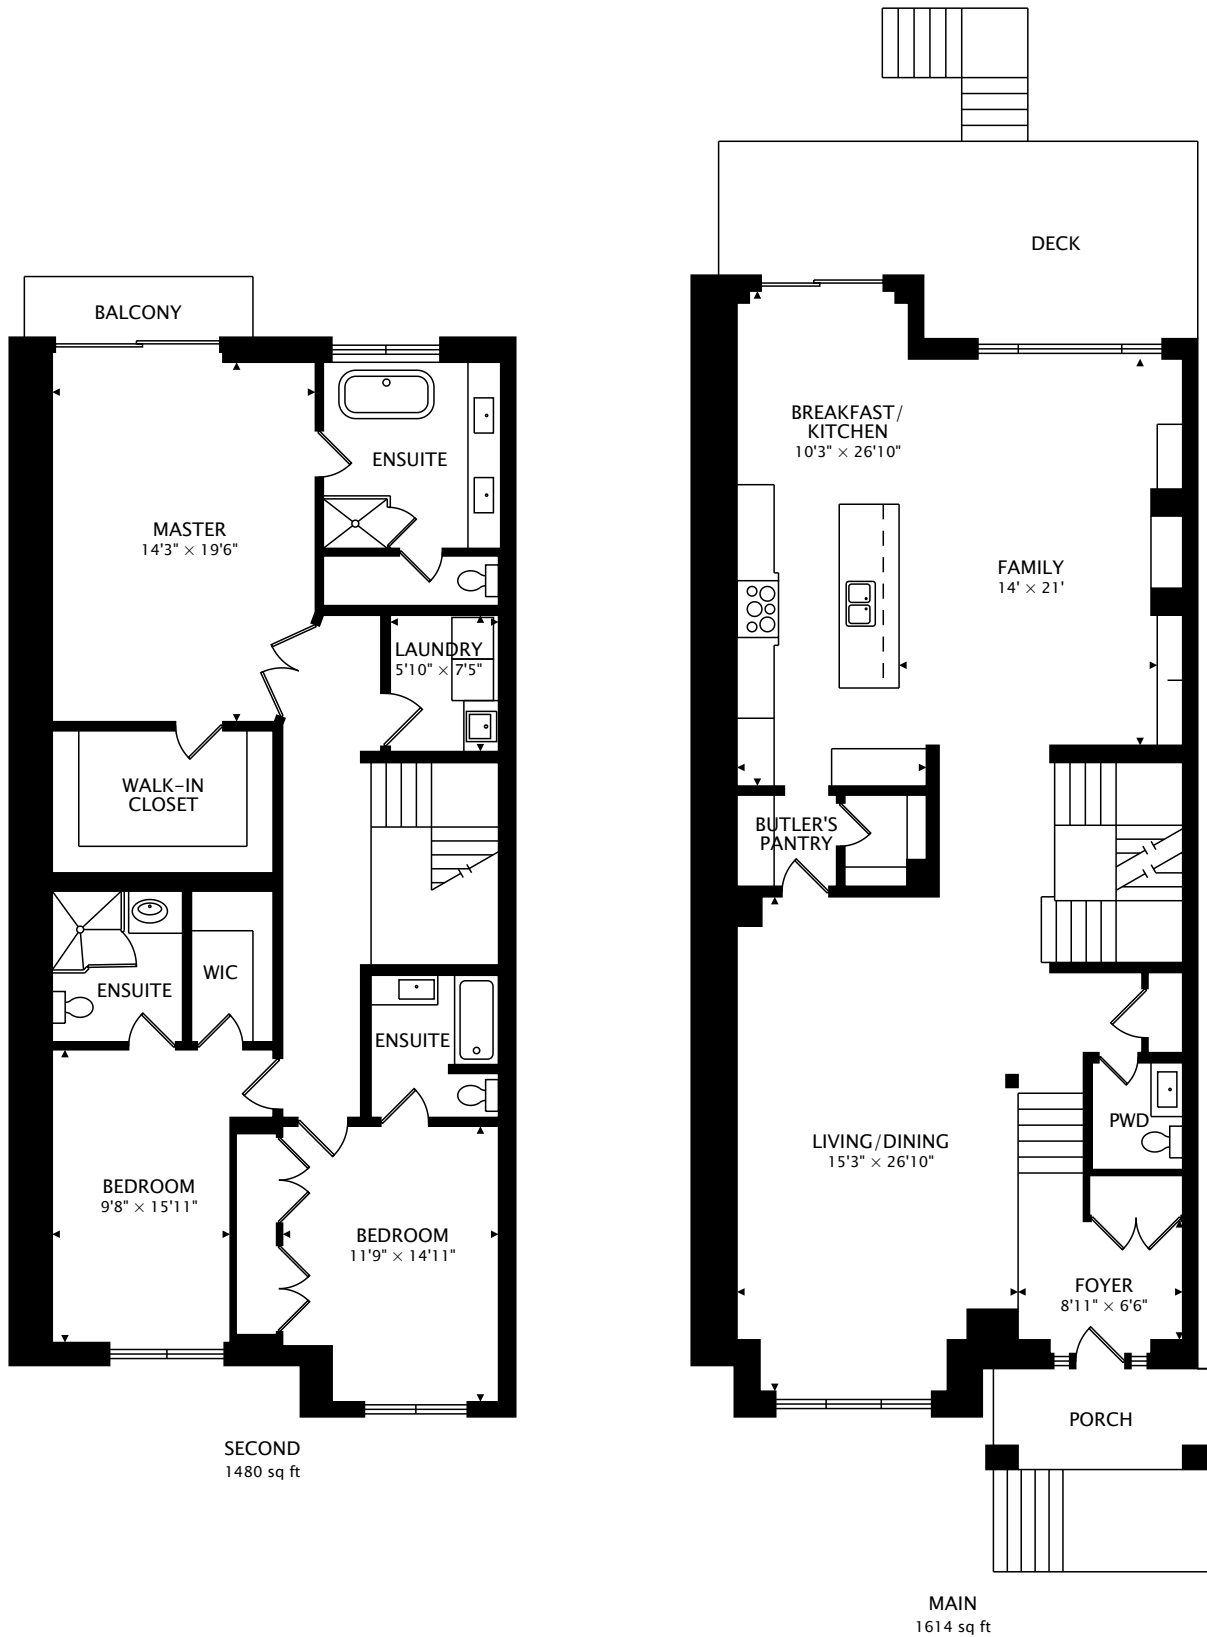 BALCONY
ENSUITE
MASTER
14'3" × 19'6"
LAUNDRY
5'10" × 7'5"
WALK-IN
CLOSET
WIC
ENSUITE
ENSUITE
BEDROOM
9'8" × 15'11"
BEDROOM
11'9" × 14'11"
SECOND
1480 sq ft
DECK
BREAKFAST/
KITCHEN
10'3" × 26'10"
FAMILY
14' × 21'
BUTLER'S
PANTRY
PWD
LIVING/DINING
15'3" × 26'10"
FOYER
8'11" × 6'6"
PORCH
MAIN
1614 sq ft